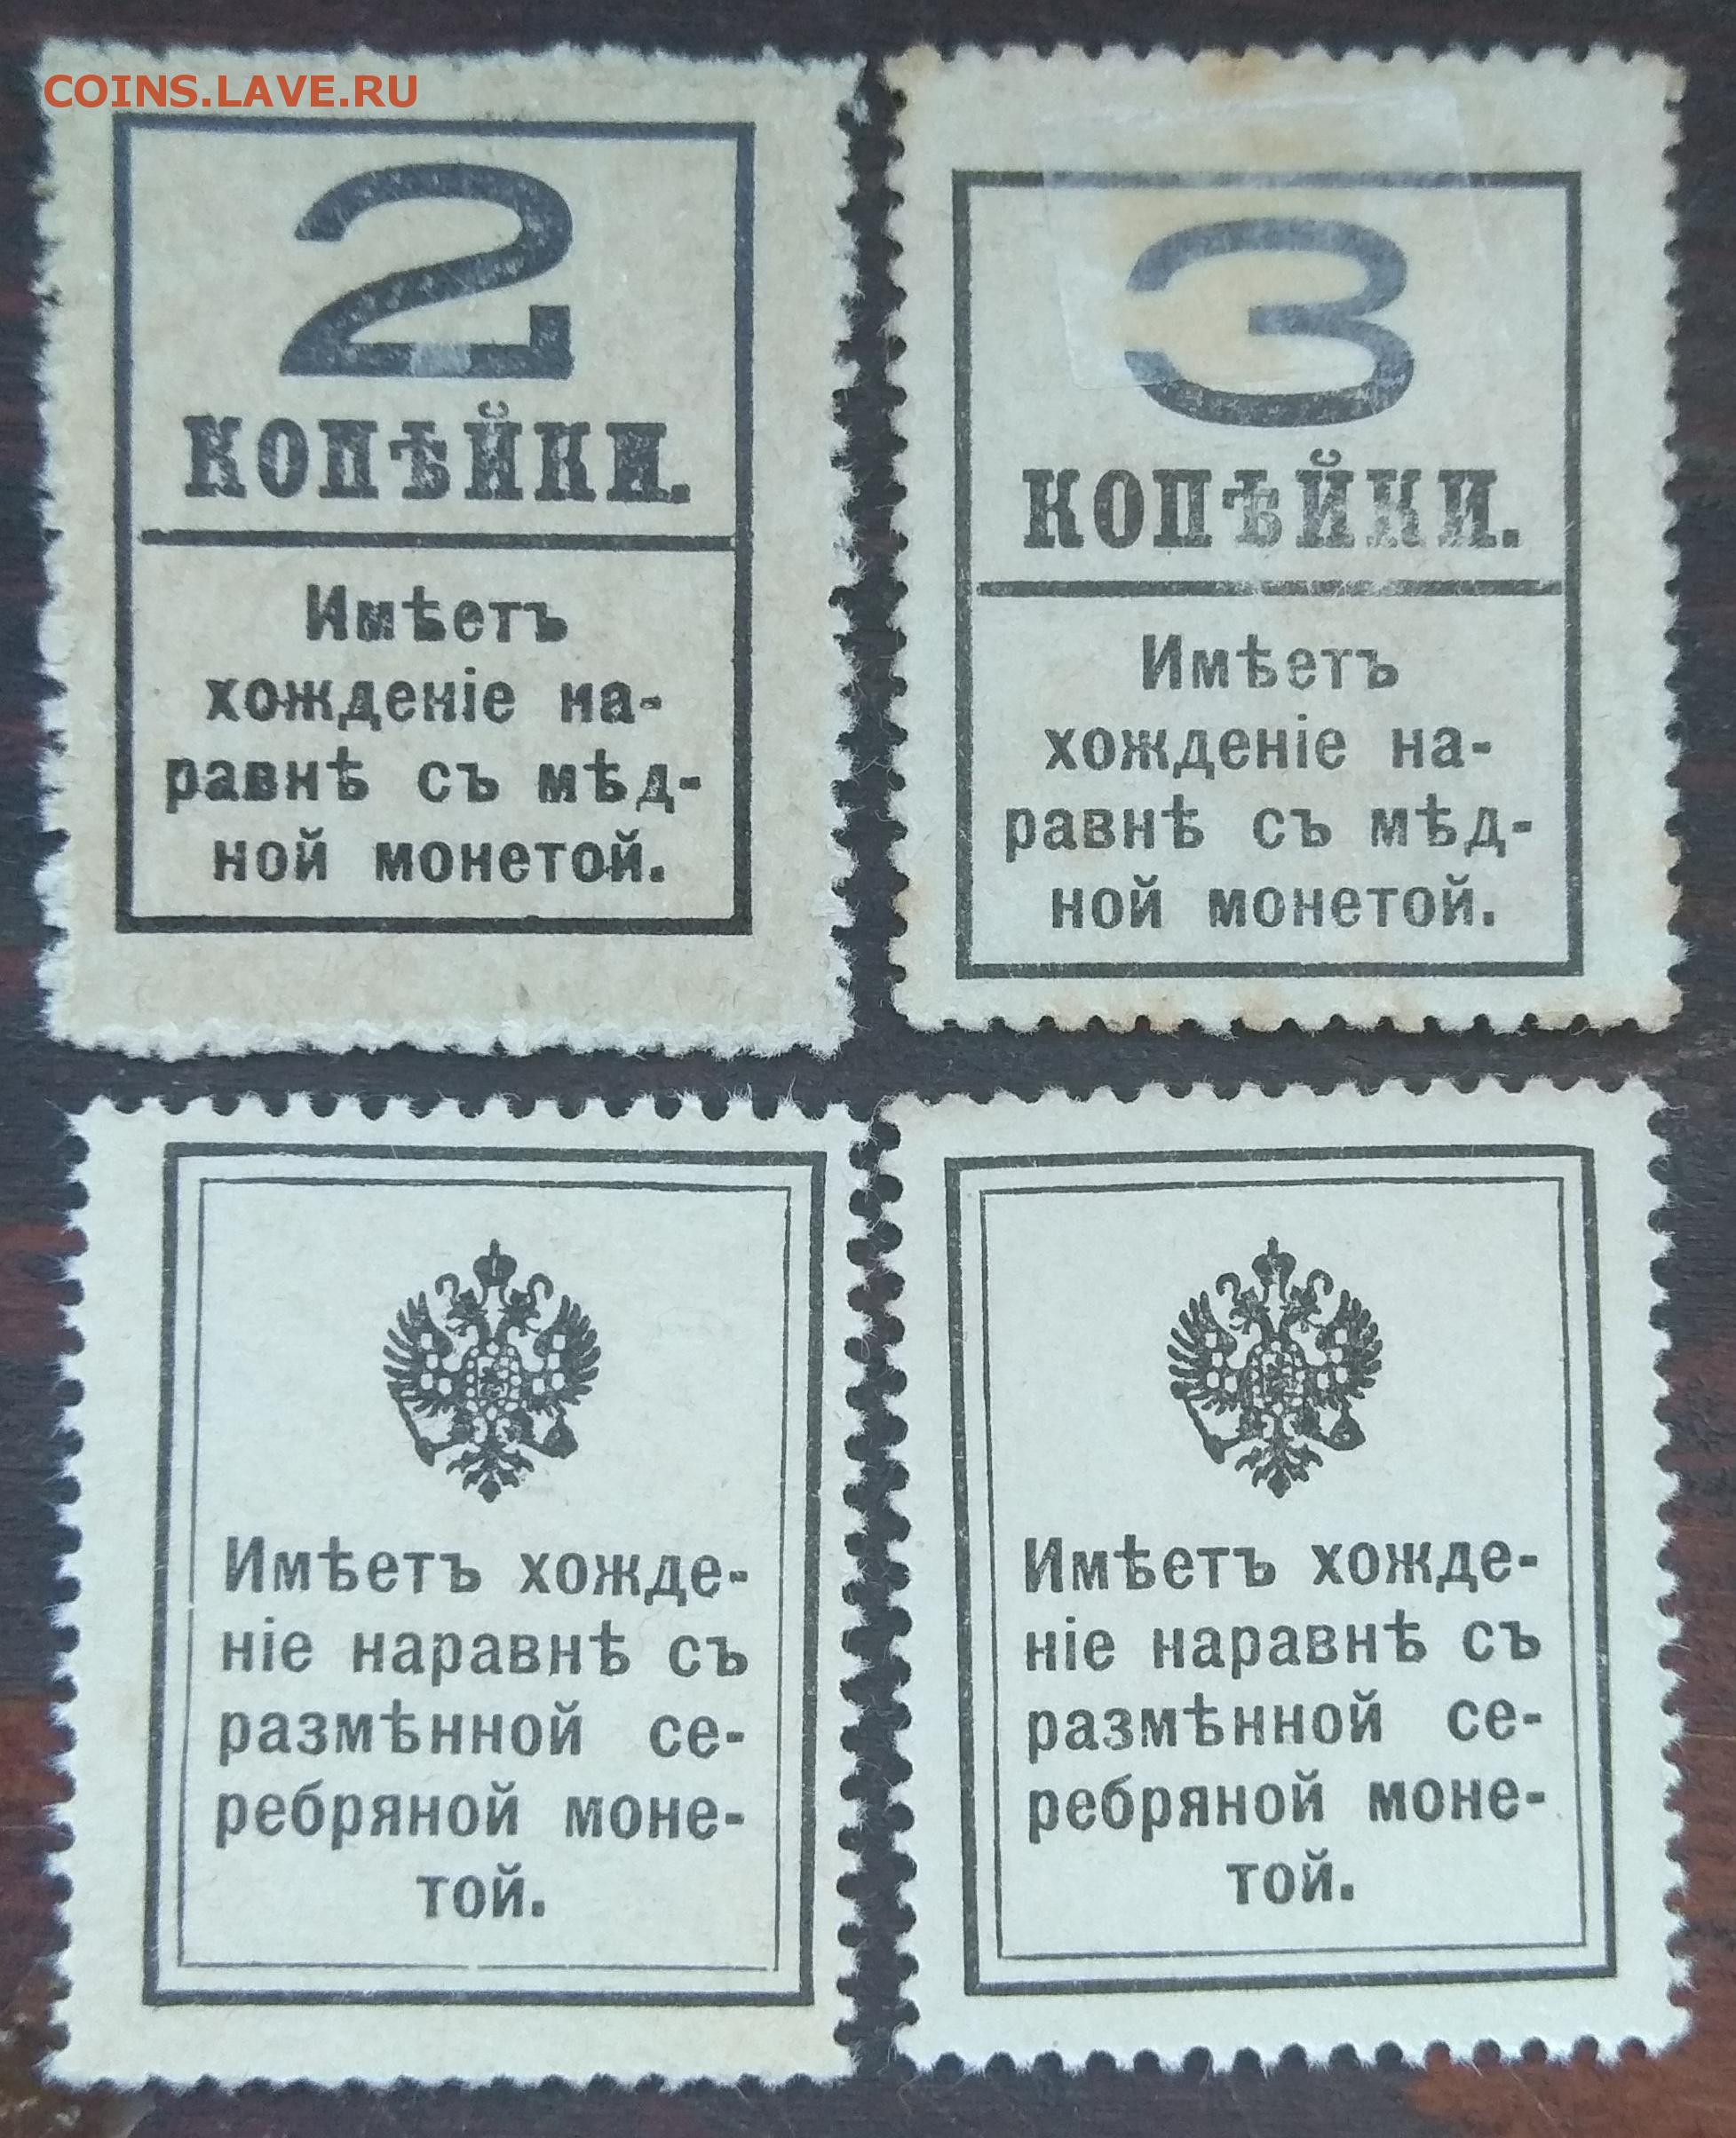 COINS.LAVE.RU
2
КОПѢЙКИ.
Имѣетъ
хожденіе на-
равнѣ съ мѣд-
ной монетой.
3
КОПѢЙКИ.
Имѣетъ
хожденіе на-
равнѣ съ мѣд-
ной монетой.
Имѣетъ хожде-
ніе наравнѣ съ
размѣнной се-
ребряной моне-
той.
Имѣетъ хожде-
ніе наравнѣ съ
размѣнной се-
ребряной моне-
той.